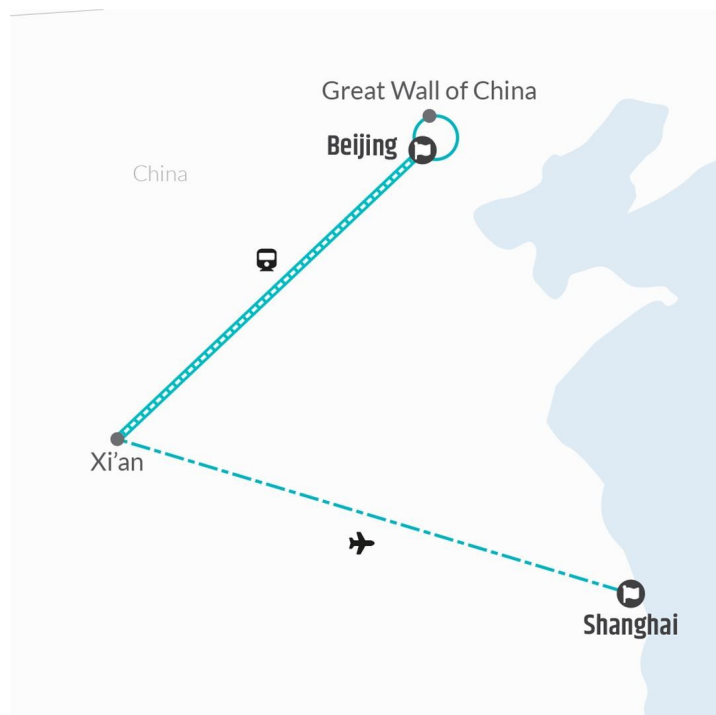 Great Wall of China
Beijing
China
Xi’an
Shanghai